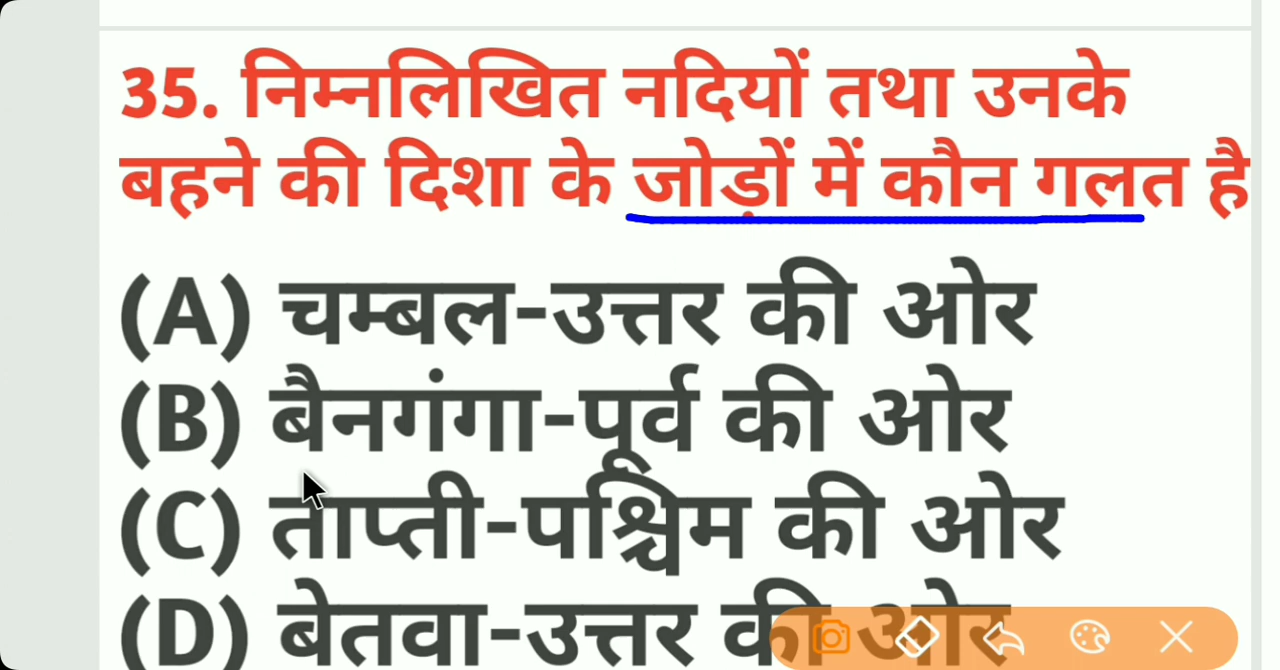 35. निम्नलिखित नदियों तथा उनके
बहने की दिशा के जोड़ों में कौन गलत है
(A) चम्बल-उत्तर की ओर
(B) बैनगंगा-पूर्व की ओर
(C) ताप्ती-पश्चिम की ओर
(D) बेतवा-उत्तर की ओर